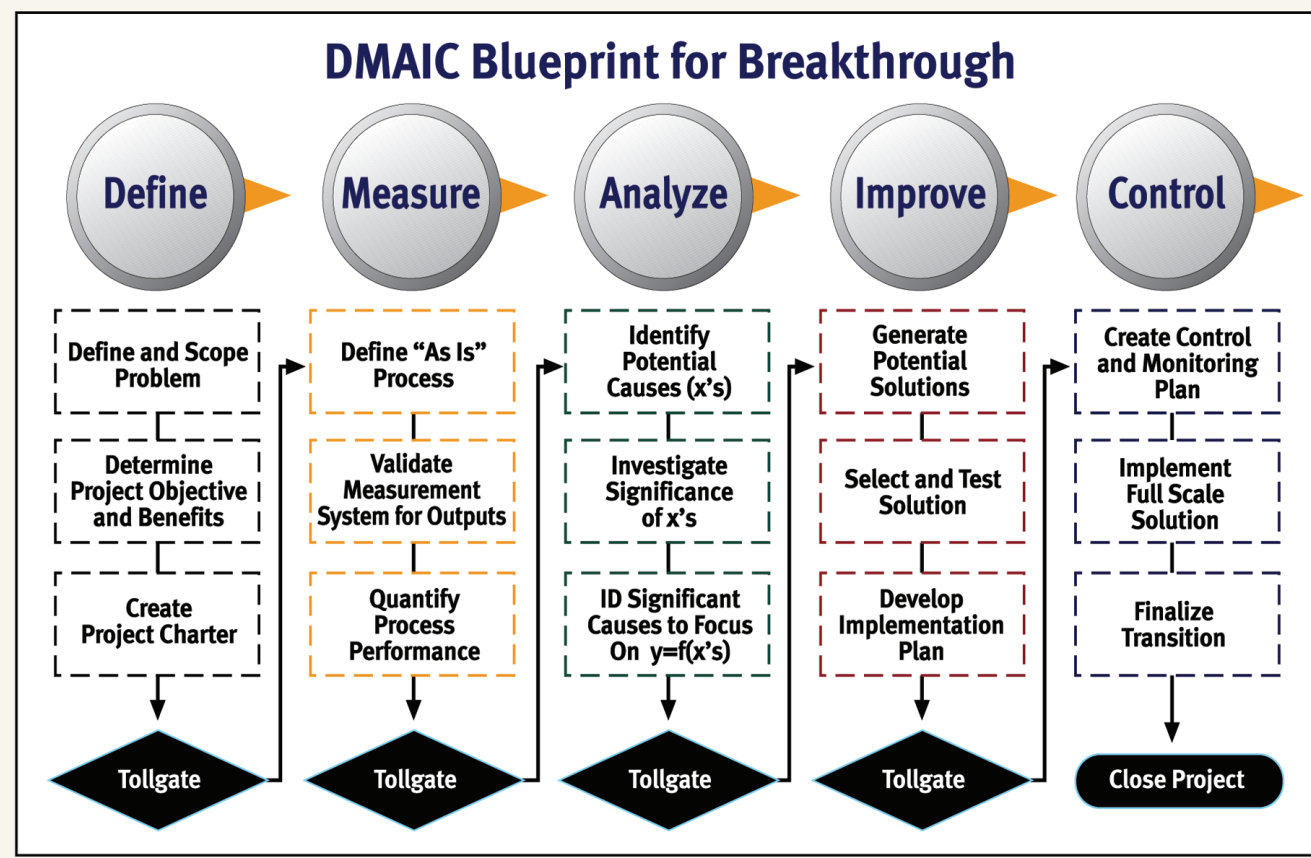 DMAIC Blueprint for Breakthrough
Define
Measure
Analyze
Improve
Control
Define and Scope
Problem
Determine
Project Objective
and Benefits
Create
Project Charter
Tollgate
Define “As Is”
Process
Validate
Measurement
System for Outputs
Quantify
Process
Performance
Tollgate
Identify
Potential
Causes (x’s)
Investigate
Significance
of x’s
ID Significant
Causes to Focus
On y=f(x’s)
Tollgate
Generate
Potential
Solutions
Select and Test
Solution
Develop
Implementation
Plan
Tollgate
Create Control
and Monitoring
Plan
Implement
Full Scale
Solution
Finalize
Transition
Close Project